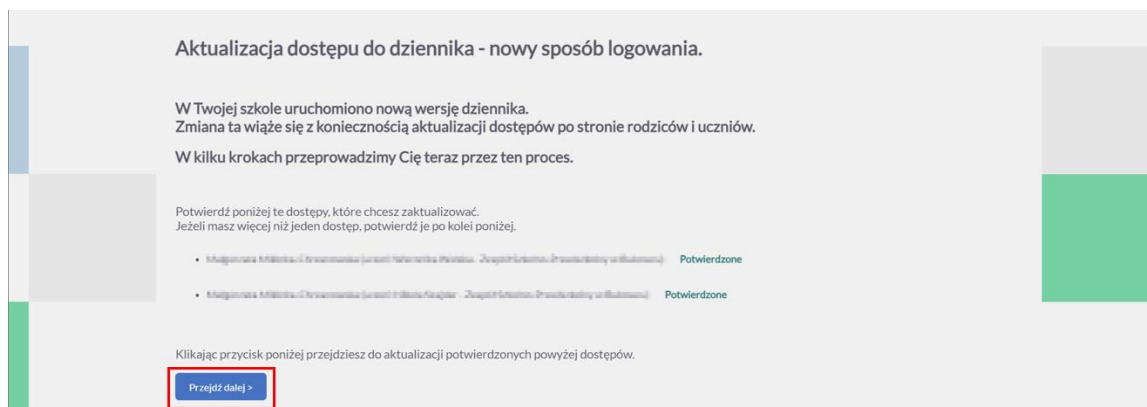 Aktualizacja dostępu do dziennika - nowy sposób logowania.
W Twojej szkole uruchomiono nową wersję dziennika.
Zmiana ta wiąże się z koniecznością aktualizacji dostępów po stronie rodziców i uczniów.
W kilku krokach przeprowadzimy Cię teraz przez ten proces.
Potwierdź poniżej te dostępy, które chcesz zaktualizować.
Jeżeli masz więcej niż jeden dostęp, potwierdź je po kolei poniżej.
Potwierdzone
Potwierdzone
Klikając przycisk poniżej przejdziesz do aktualizacji potwierdzonych powyżej dostępów.
Przejdź dalej >